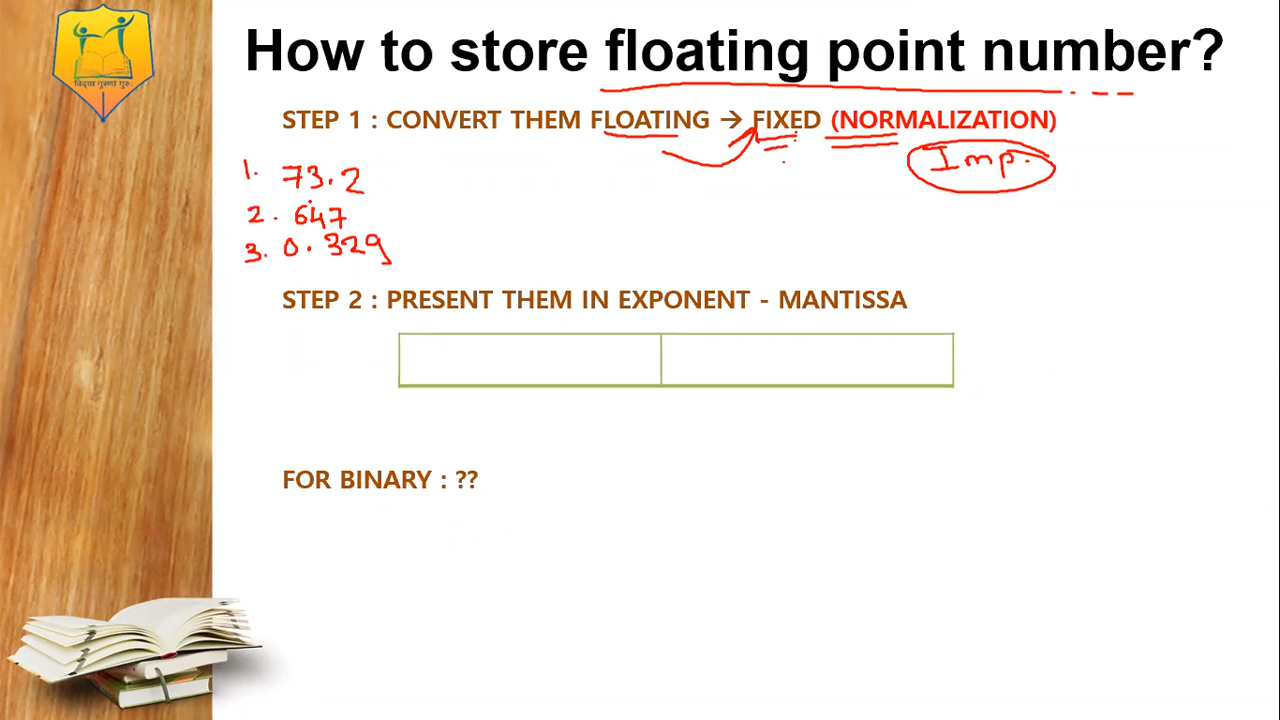 विद्या गुरूणां गुरुः
How to store floating point number?
STEP 1 : CONVERT THEM FLOATING → FIXED (NORMALIZATION)
Imp.
1. 73.2
2. 647
3. 0.329
STEP 2 : PRESENT THEM IN EXPONENT - MANTISSA
FOR BINARY : ??